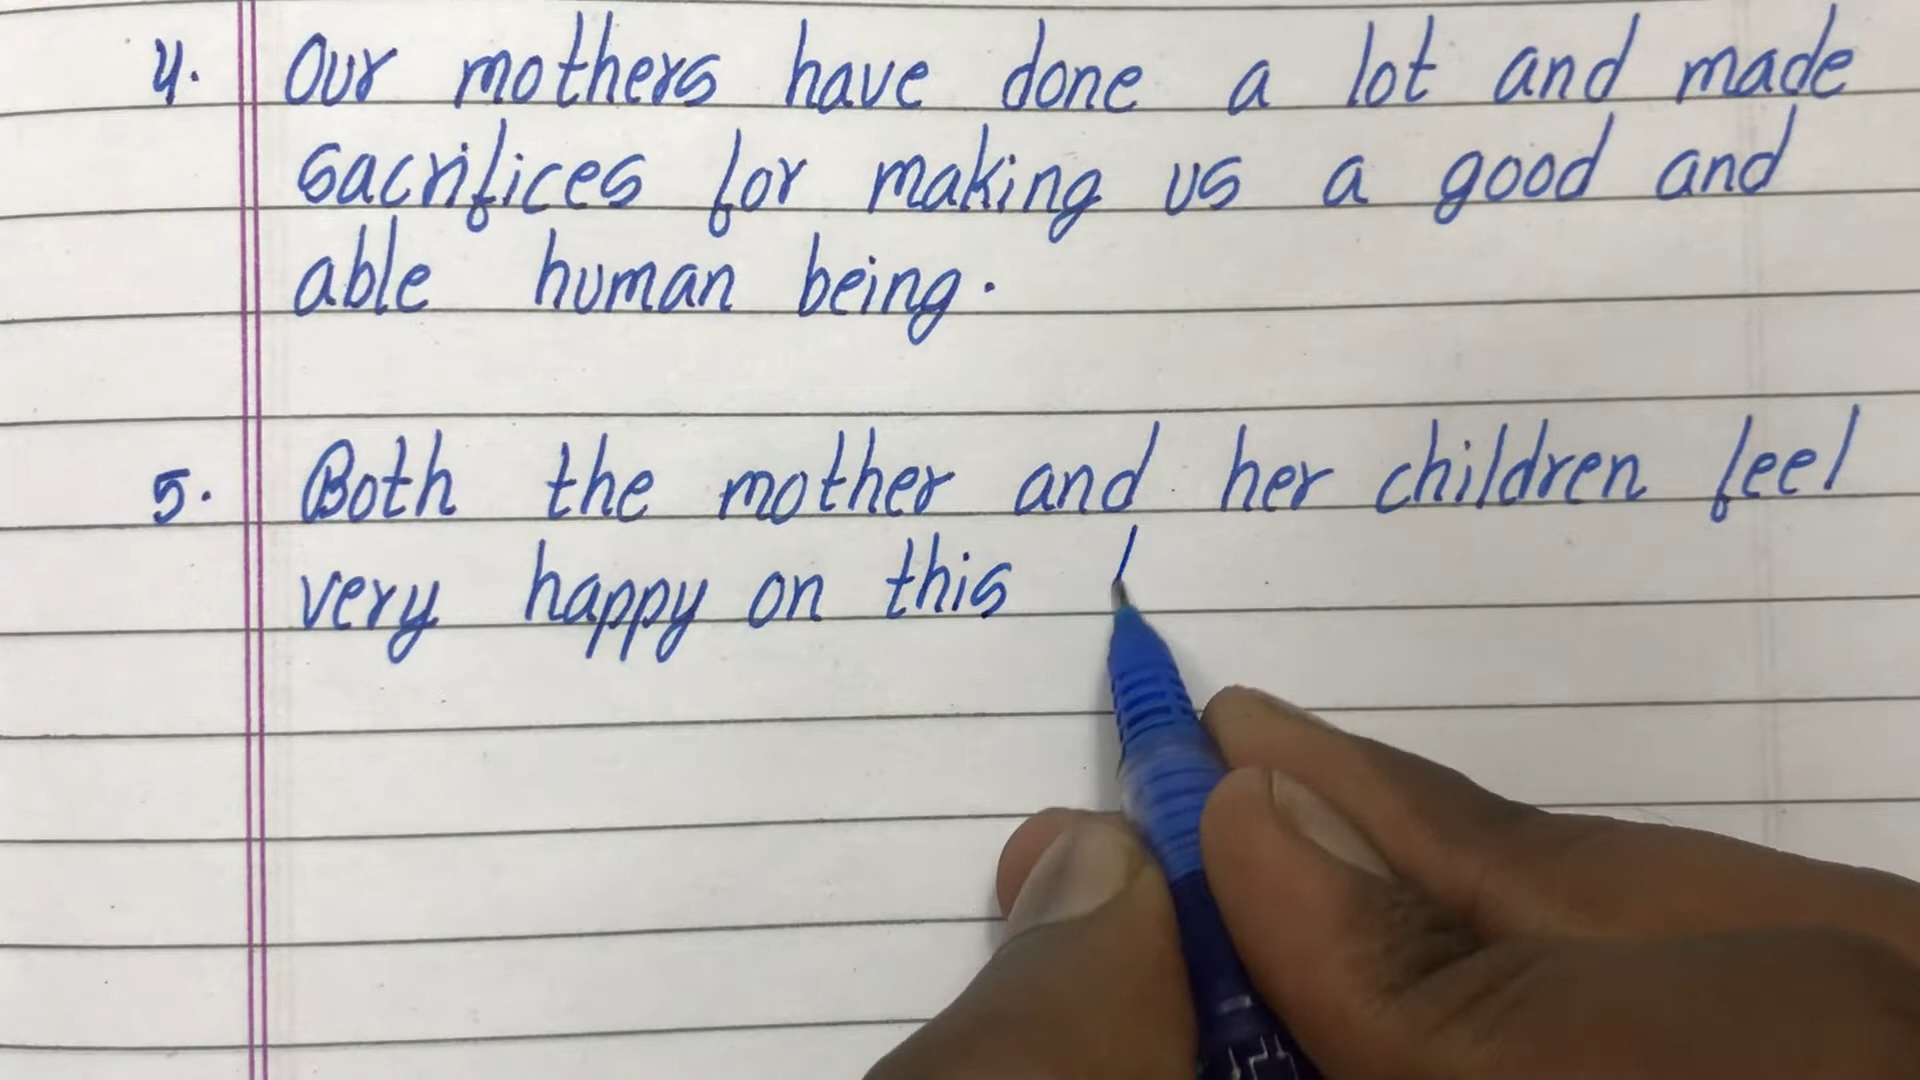 4. Our mothers have done a lot and made
sacrifices for making us a good and
able human being.
5. Both the mother and her children feel
very happy on this